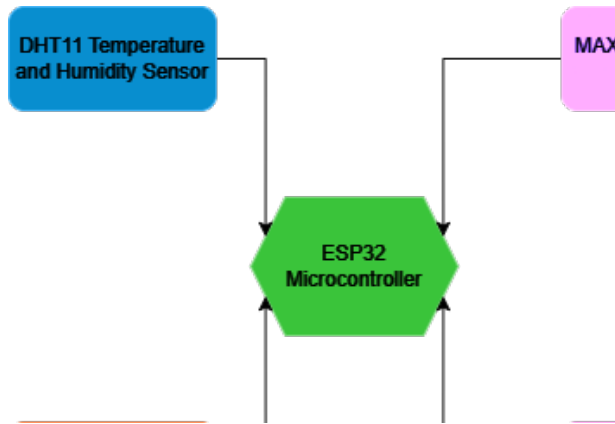 DHT11 Temperature
and Humidity Sensor
MAX
ESP32
Microcontroller